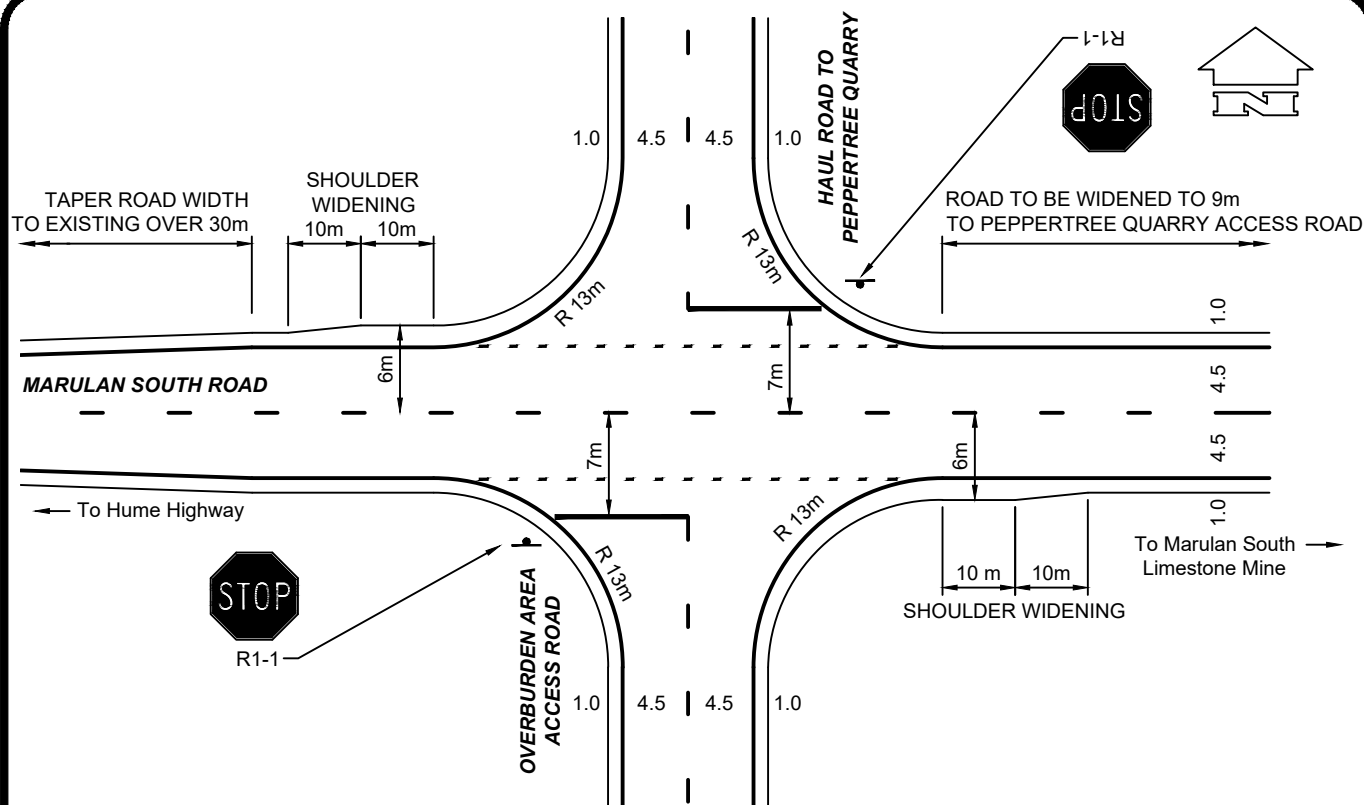 R1-1
STOP
N
HAUL ROAD TO
PEPPERTREE QUARRY
1.0
4.5
4.5
1.0
TAPER ROAD WIDTH
TO EXISTING OVER 30m
SHOULDER
WIDENING
10m
10m
ROAD TO BE WIDENED TO 9m
TO PEPPERTREE QUARRY ACCESS ROAD
R 13m
R 13m
1.0
6m
7m
4.5
MARULAN SOUTH ROAD
7m
6m
4.5
To Hume Highway
R 13m
R 13m
1.0
To Marulan South
Limestone Mine
STOP
10 m
10m
SHOULDER WIDENING
R1-1
OVERBURDEN AREA
ACCESS ROAD
1.0
4.5
4.5
1.0